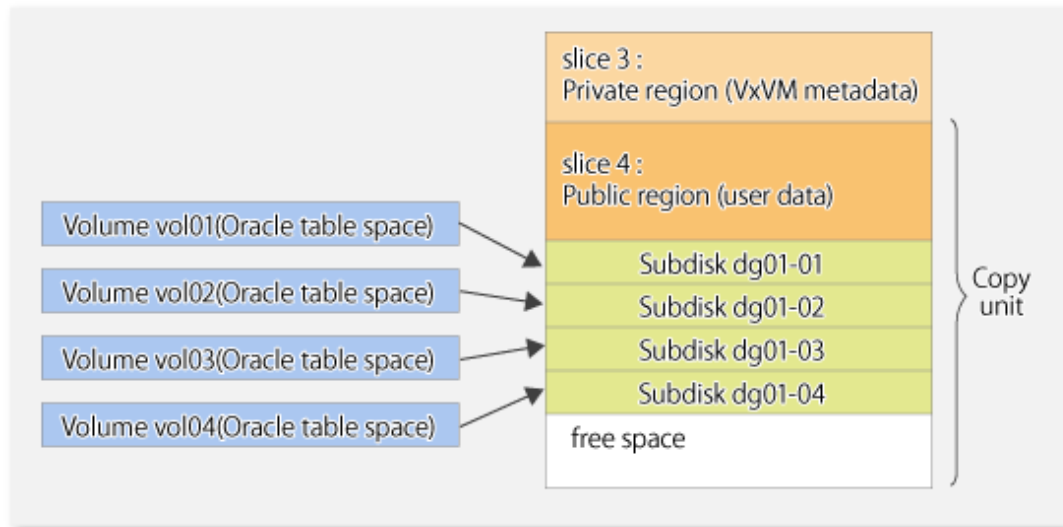 slice 3 :
Private region (VxVM metadata)
slice 4 :
Public region (user data)
Volume vol01(Oracle table space)
Volume vol02(Oracle table space)
Volume vol03(Oracle table space)
Volume vol04(Oracle table space)
Subdisk dg01-01
Subdisk dg01-02
Subdisk dg01-03
Subdisk dg01-04
free space
Copy
unit